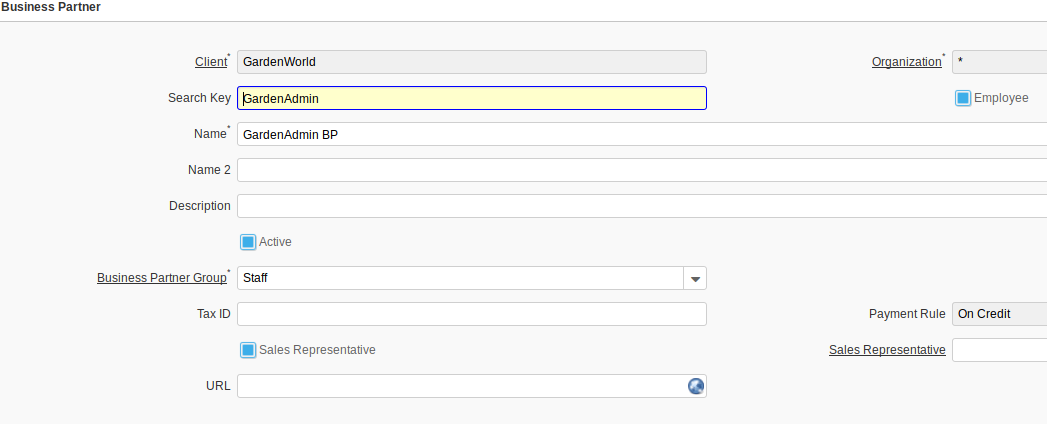 Business Partner
Client* GardenWorld Organization* *
Search Key GardenAdmin Employee
Name* GardenAdmin BP
Name 2
Description
Active
Business Partner Group* Staff
Tax ID Payment Rule On Credit
Sales Representative Sales Representative
URL